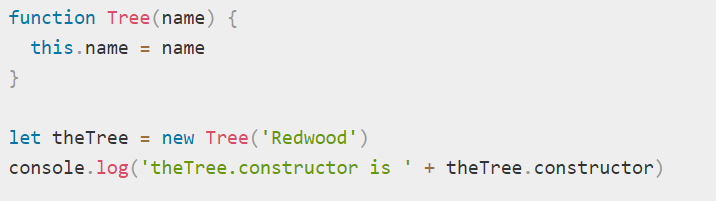 function Tree(name) {
  this.name = name
}

let theTree = new Tree('Redwood')
console.log('theTree.constructor is ' + theTree.constructor)